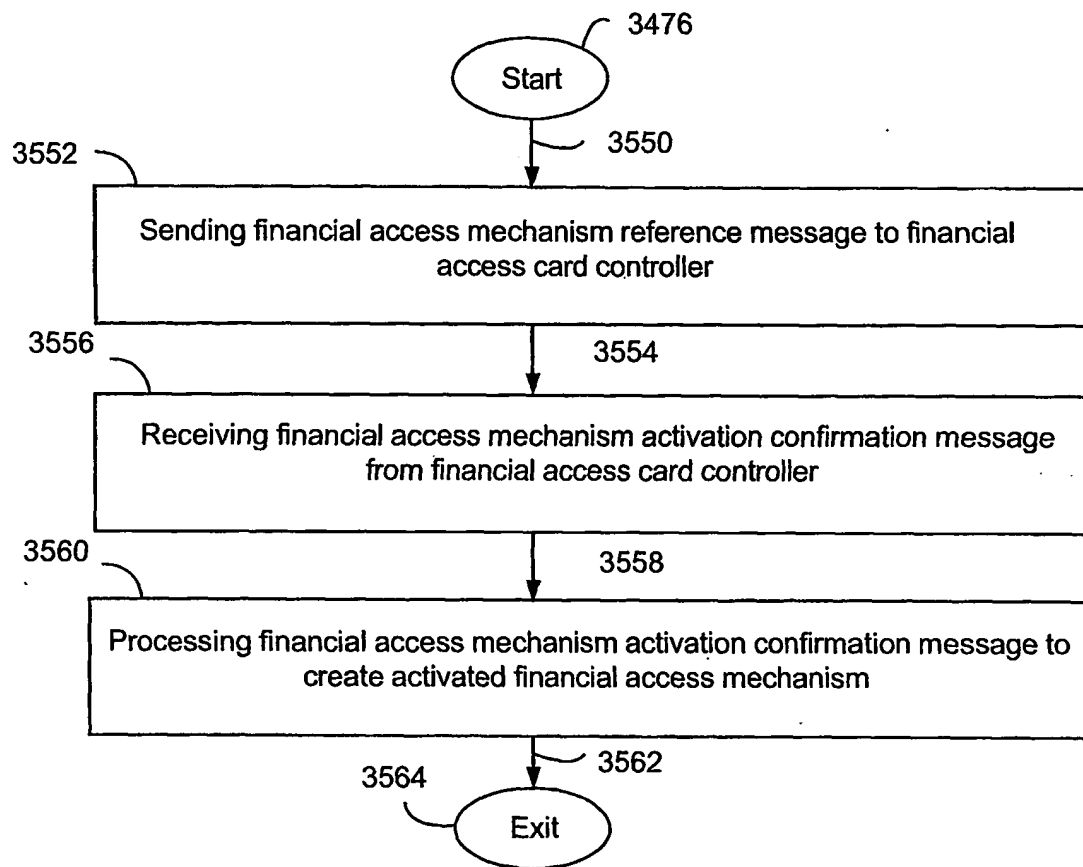 3476
Start
3550
3552
Sending financial access mechanism reference message to financial
access card controller
3554
3556
Receiving financial access mechanism activation confirmation message
from financial access card controller
3558
3560
Processing financial access mechanism activation confirmation message to
create activated financial access mechanism
3562
3564
Exit